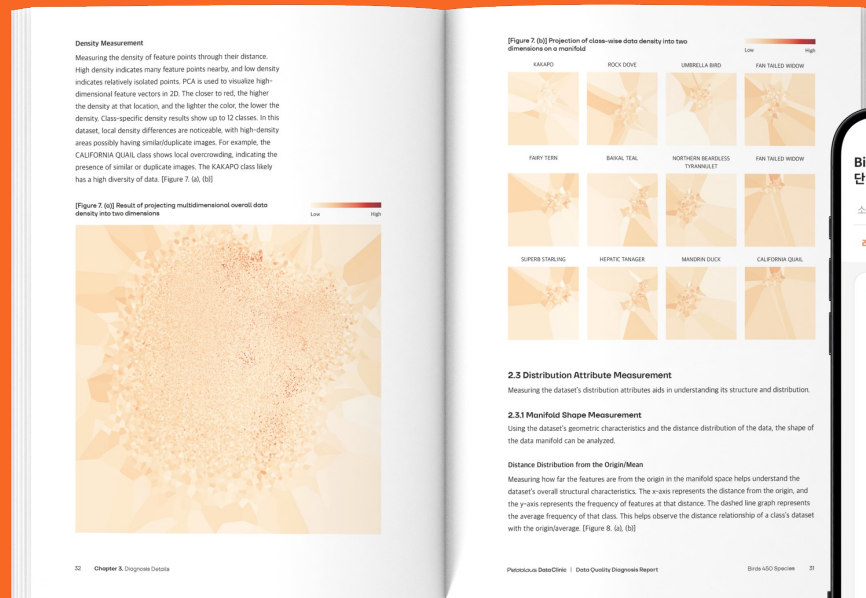 Density Measurement
Measuring the density of feature points through their distance.
High density indicates many feature points nearby, and low density
indicates relatively isolated points. PCA is used to visualize high-
dimensional feature vectors in 2D. The closer to red, the higher
the density at that location, and the lighter the color, the lower the
density. Class-specific density results show up to 12 classes. In this
dataset, local density differences are noticeable, with high-density
areas possibly having similar/duplicate images. For example, the
CALIFORNIA QUAIL class shows local overcrowding, indicating the
presence of similar or duplicate images. The KAKAPO class likely
has a high diversity of data. [Figure 7. (a), (b)]
[Figure 7. (a)] Result of projecting multidimensional overall data
density into two dimensions
Low High
32 Chapter 3. Diagnosis Details
[Figure 7. (b)] Projection of class-wise data density into two
dimensions on a manifold
Low High
KAKAPO ROCK DOVE UMBRELLA BIRD FAN TAILED WIDOW
FAIRY TERN BAIKAL TEAL NORTHERN BEARDLESS
TYRANNULET FAN TAILED WIDOW
SUPERB STARLING HEPATIC TANAGER MANDRIN DUCK CALIFORNIA QUAIL
2.3 Distribution Attribute Measurement
Measuring the dataset's distribution attributes aids in understanding its structure and distribution.
2.3.1 Manifold Shape Measurement
Using the dataset's geometric characteristics and the distance distribution of the data, the shape of
the data manifold can be analyzed.
Distance Distribution from the Origin/Mean
Measuring how far the features are from the origin in the manifold space helps understand the
dataset's overall structural characteristics. The x-axis represents the distance from the origin, and
the y-axis represents the frequency of features at that distance. The dashed line graph represents
the average frequency of that class. This helps observe the distance relationship of a class's dataset
with the origin/average. [Figure 8. (a), (b)]
Pebblous DataClinic | Data Quality Diagnosis Report Birds 450 Species 31
Bi
단
소